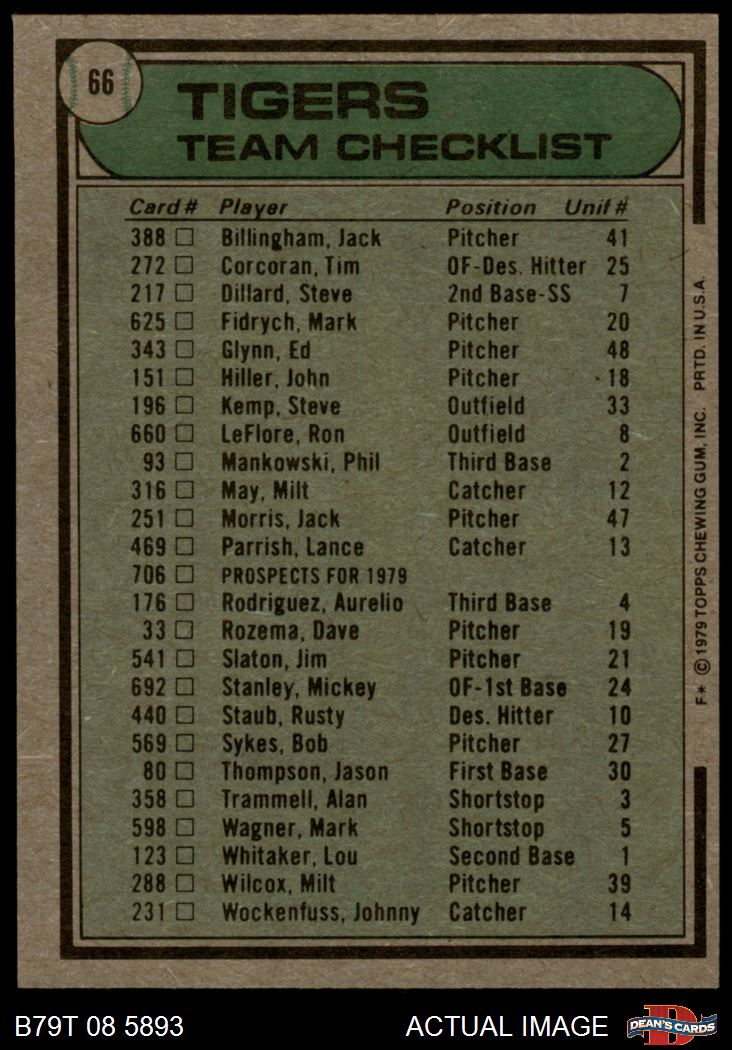 66
TIGERS
TEAM CHECKLIST
Card # Player Position Unif #
388 Billingham, Jack Pitcher 41
272 Corcoran, Tim OF-Des. Hitter 25
217 Dillard, Steve 2nd Base-SS 7
625 Fidrych, Mark Pitcher 20
343 Glynn, Ed Pitcher 48
151 Hiller, John Pitcher 18
196 Kemp, Steve Outfield 33
660 LeFlore, Ron Outfield 8
93 Mankowski, Phil Third Base 2
316 May, Milt Catcher 12
251 Morris, Jack Pitcher 47
469 Parrish, Lance Catcher 13
706 PROSPECTS FOR 1979
176 Rodriguez, Aurelio Third Base 4
33 Rozema, Dave Pitcher 19
541 Slaton, Jim Pitcher 21
692 Stanley, Mickey OF-1st Base 24
440 Staub, Rusty Des. Hitter 10
569 Sykes, Bob Pitcher 27
80 Thompson, Jason First Base 30
358 Trammell, Alan Shortstop 3
598 Wagner, Mark Shortstop 5
123 Whitaker, Lou Second Base 1
288 Wilcox, Milt Pitcher 39
231 Wockenfuss, Johnny Catcher 14
F* © 1979 TOPPS CHEWING GUM, INC. PRTD. IN U.S.A.
B79T 08 5893 ACTUAL IMAGE
D
DEAN'S CARDS